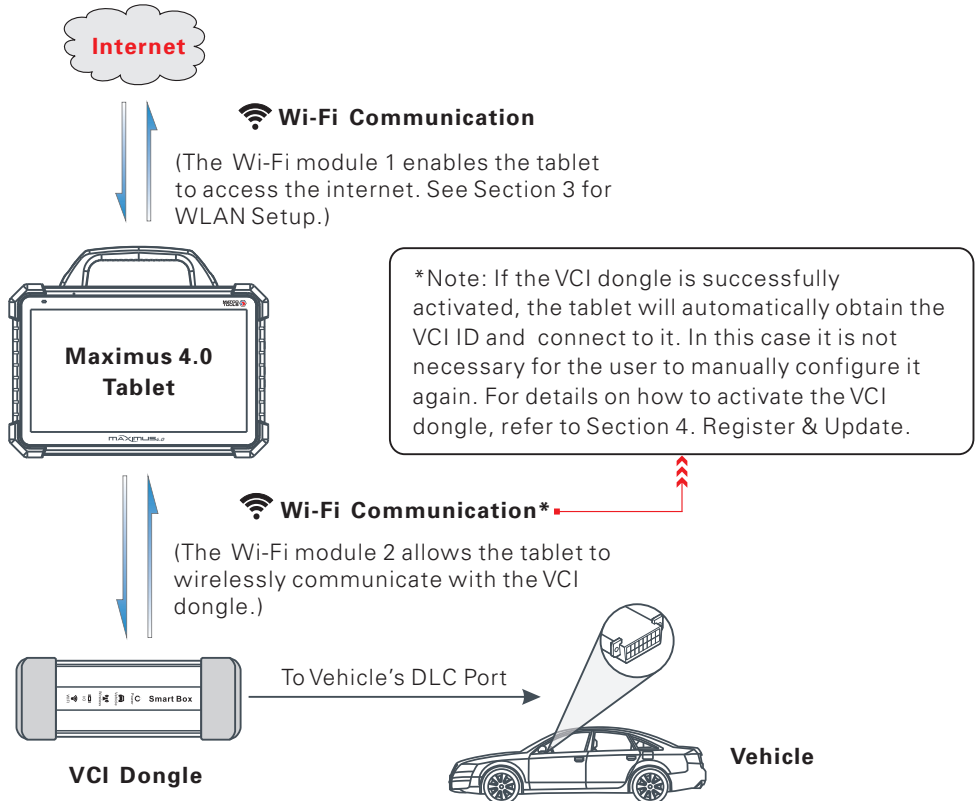 Internet
Wi-Fi Communication
(The Wi-Fi module 1 enables the tablet
to access the internet. See Section 3 for
WLAN Setup.)
*Note: If the VCI dongle is successfully
activated, the tablet will automatically obtain the
VCI ID and connect to it. In this case it is not
necessary for the user to manually configure it
again. For details on how to activate the VCI
dongle, refer to Section 4. Register & Update.
Maximus 4.0
Tablet
MAXIMUS 4.0
Wi-Fi Communication*
(The Wi-Fi module 2 allows the tablet to
wirelessly communicate with the VCI
dongle.)
To Vehicle's DLC Port
Smart Box
VCI Dongle
Vehicle